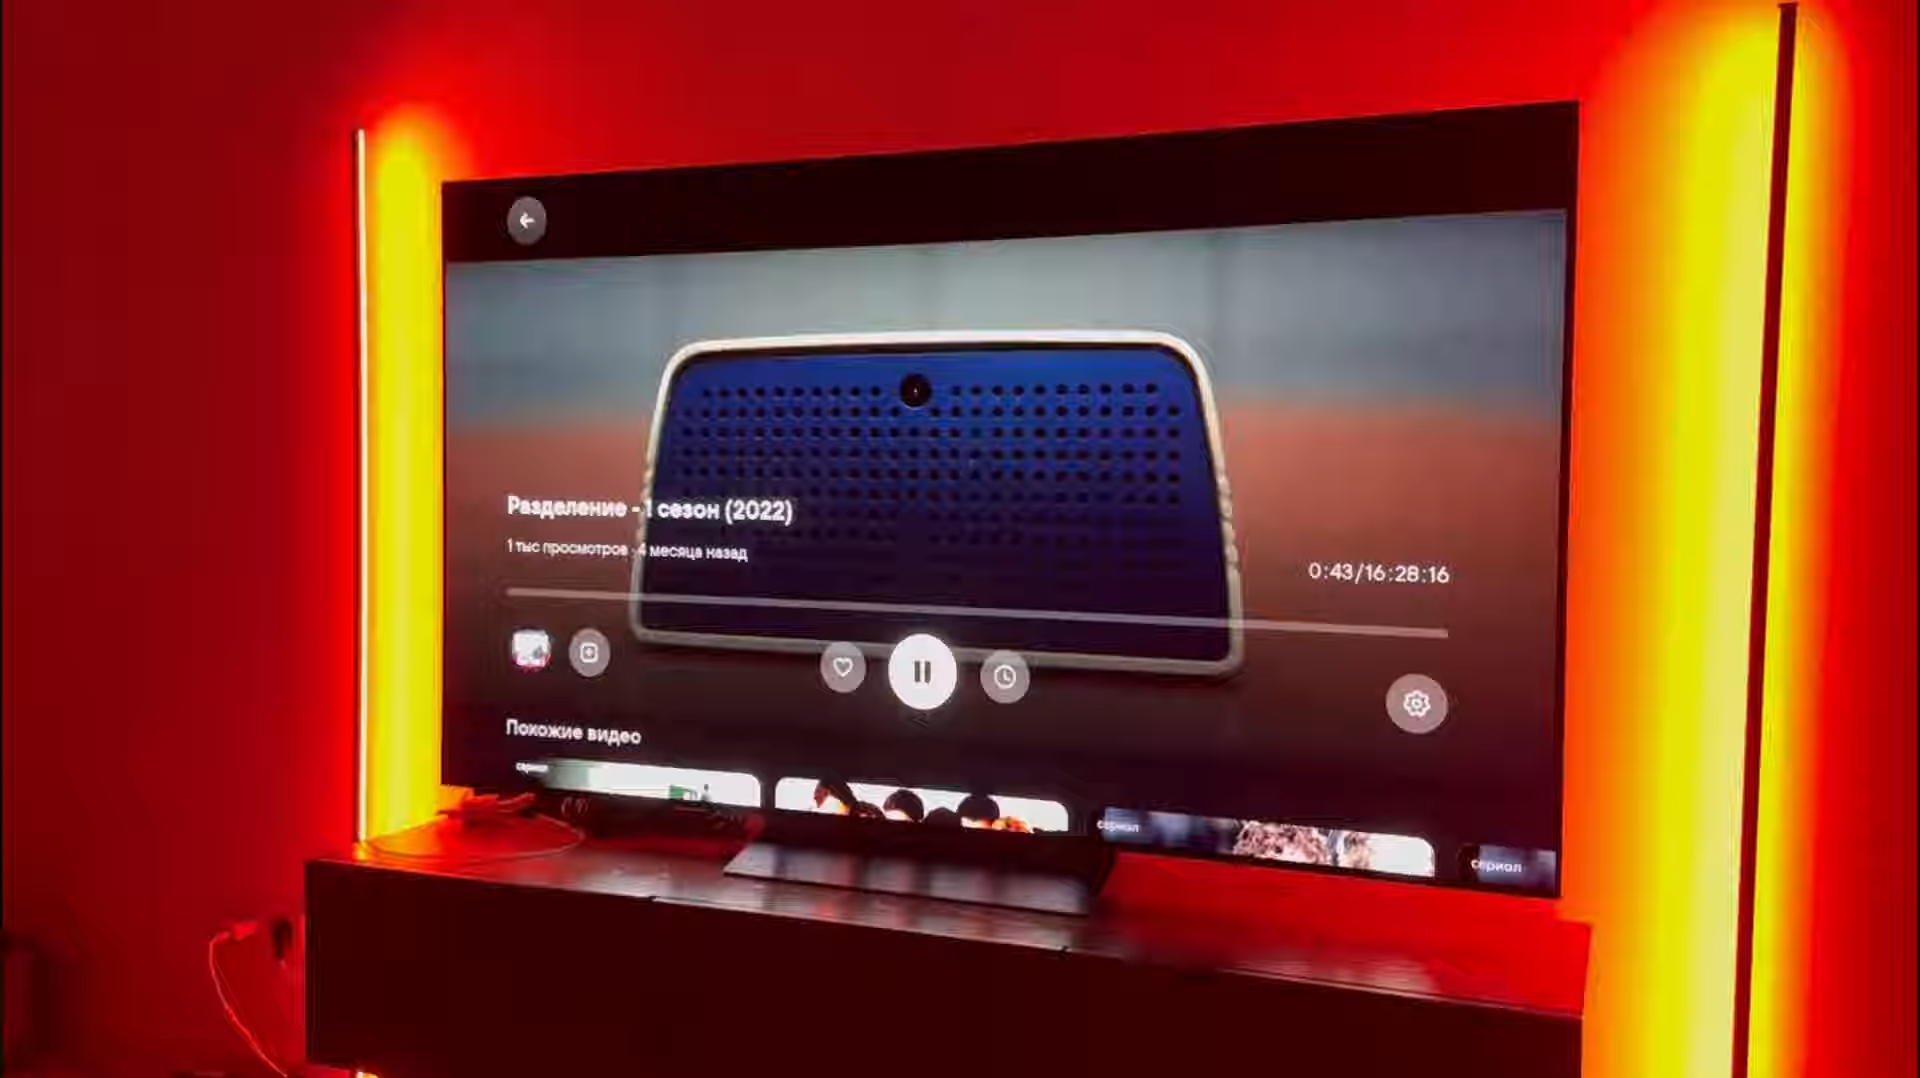 Разделение - 1 сезон (2022)
1 тыс просмотров · 4 месяца назад
0:43/16:28:16
Похожие видео
сериал
сериал
сериал